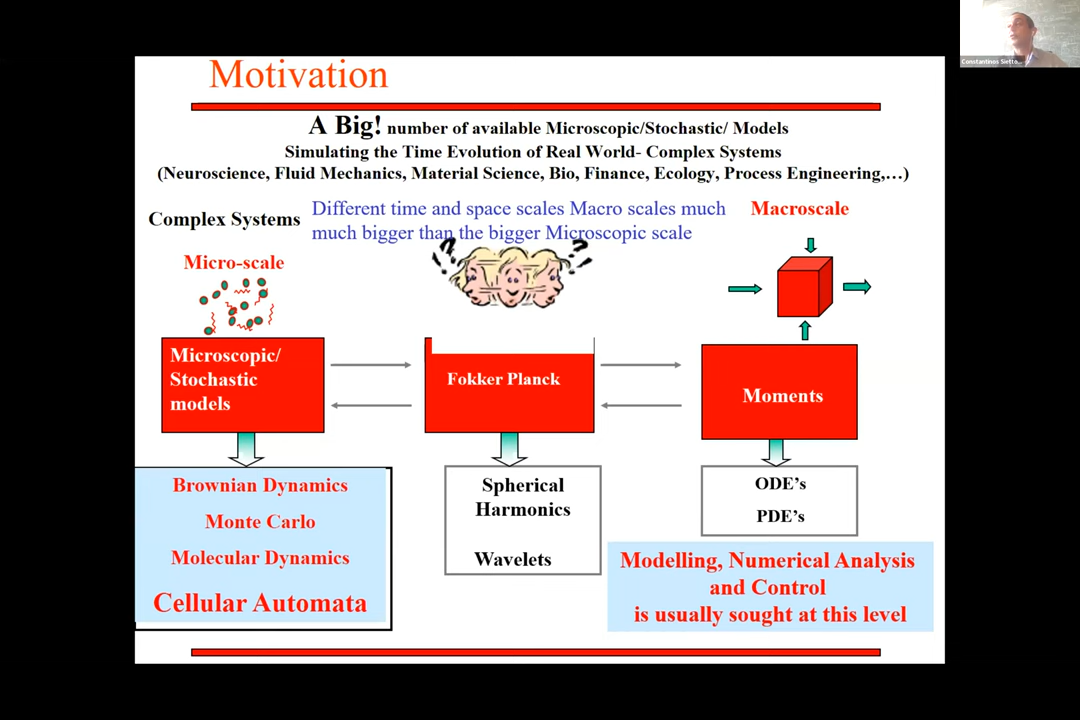 Motivation
Constantinos Sietto...
A Big! number of available Microscopic/Stochastic/ Models
Simulating the Time Evolution of Real World- Complex Systems
(Neuroscience, Fluid Mechanics, Material Science, Bio, Finance, Ecology, Process Engineering,…)
Complex Systems
Different time and space scales Macro scales much
much bigger than the bigger Microscopic scale
Macroscale
Micro-scale
Microscopic/
Stochastic
models
Fokker Planck
Moments
Brownian Dynamics
Monte Carlo
Molecular Dynamics
Cellular Automata
Spherical
Harmonics
Wavelets
ODE's
PDE's
Modelling, Numerical Analysis
and Control
is usually sought at this level